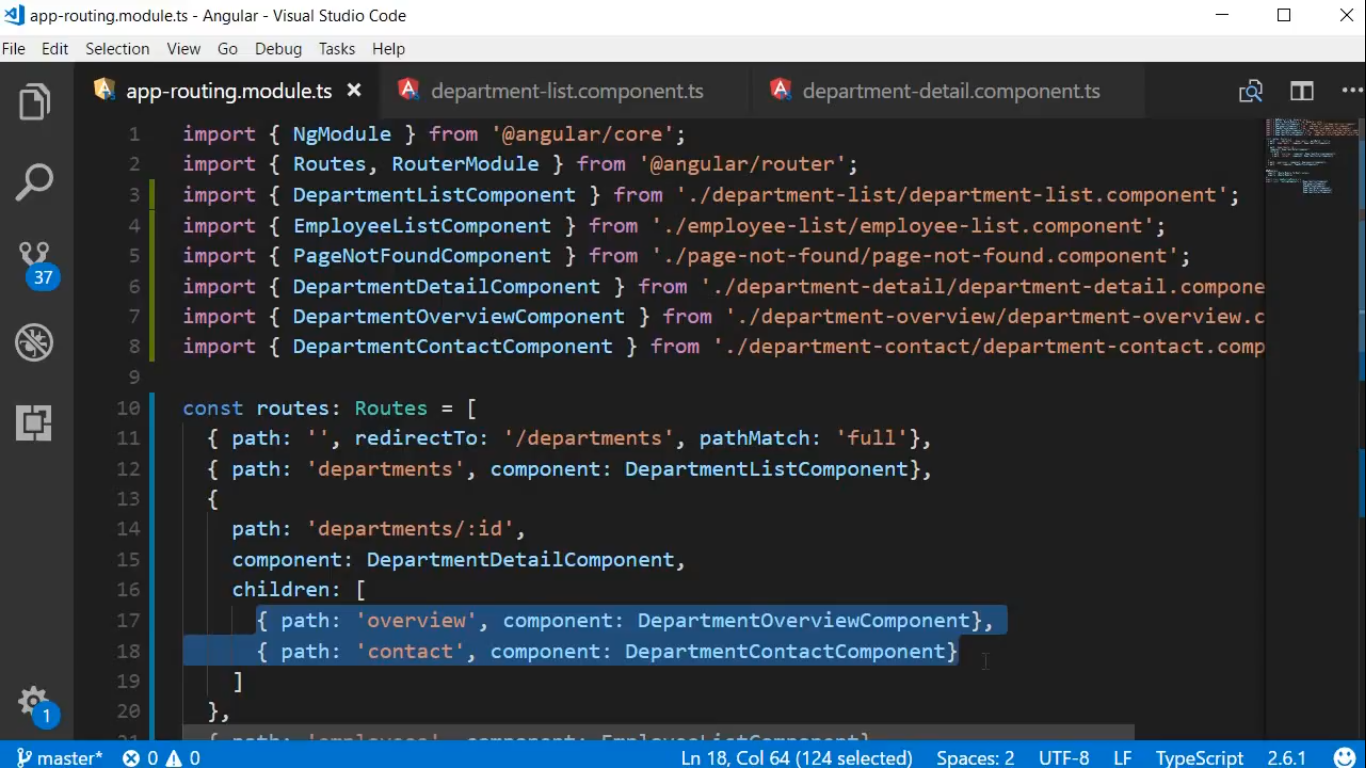 app-routing.module.ts - Angular - Visual Studio Code
File Edit Selection View Go Debug Tasks Help
app-routing.module.ts department-list.component.ts department-detail.component.ts
1 import { NgModule } from '@angular/core';
2 import { Routes, RouterModule } from '@angular/router';
3 import { DepartmentListComponent } from './department-list/department-list.component';
4 import { EmployeeListComponent } from './employee-list/employee-list.component';
5 import { PageNotFoundComponent } from './page-not-found/page-not-found.component';
6 import { DepartmentDetailComponent } from './department-detail/department-detail.compone
7 import { DepartmentOverviewComponent } from './department-overview/department-overview.c
8 import { DepartmentContactComponent } from './department-contact/department-contact.comp
9
10 const routes: Routes = [
11 { path: '', redirectTo: '/departments', pathMatch: 'full'},
12 { path: 'departments', component: DepartmentListComponent},
13 {
14 path: 'departments/:id',
15 component: DepartmentDetailComponent,
16 children: [
17 { path: 'overview', component: DepartmentOverviewComponent},
18 { path: 'contact', component: DepartmentContactComponent}
19 ]
20 },
21 { path: 'employees', component: EmployeeListComponent}
37
1
master* 0 0 Ln 18, Col 64 (124 selected) Spaces: 2 UTF-8 LF TypeScript 2.6.1